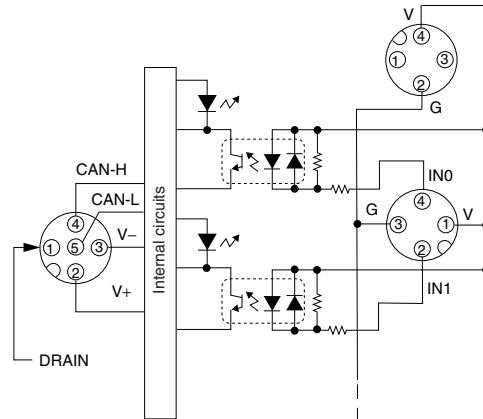 V
4
1
3
2
G
CAN-H
CAN-L
4
1
5
3
V–
2
V+
DRAIN
Internal circuits
IN0
4
G
3
1
V
2
IN1